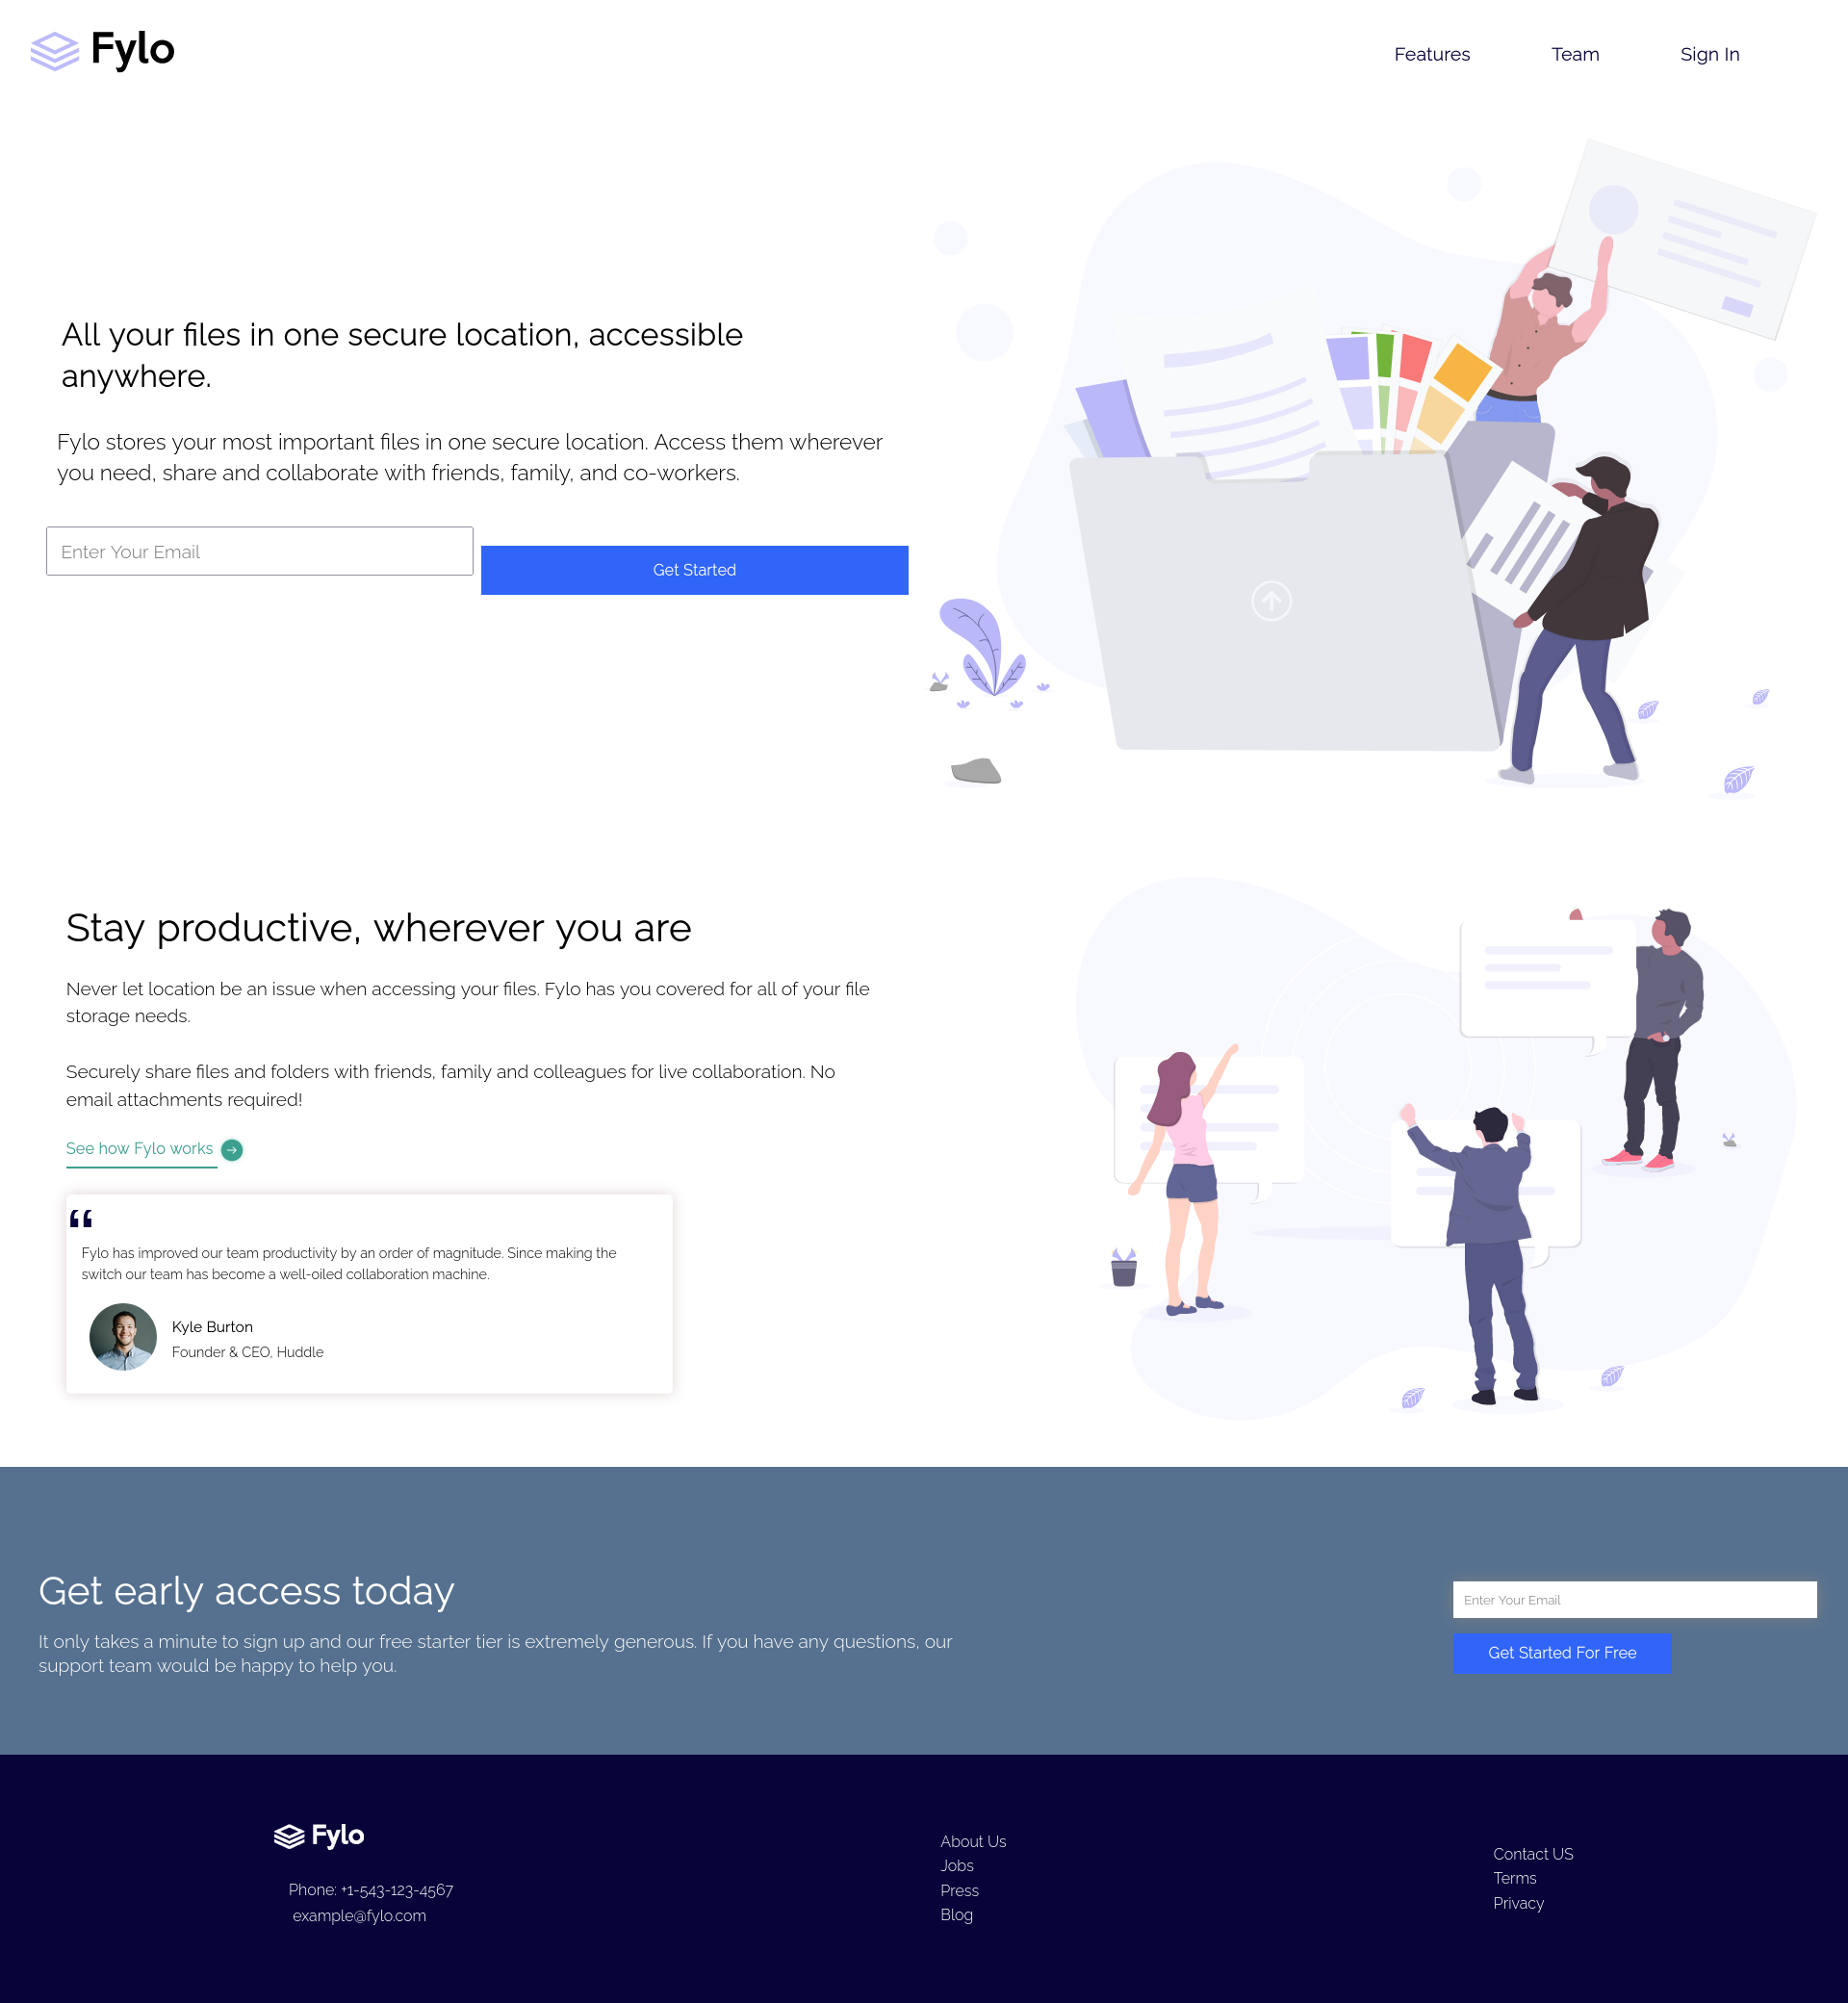 Fylo
Features
Team
Sign In
All your files in one secure location, accessible
anywhere.
Fylo stores your most important files in one secure location. Access them wherever
you need, share and collaborate with friends, family, and co-workers.
Enter Your Email
Get Started
Stay productive, wherever you are
Never let location be an issue when accessing your files. Fylo has you covered for all of your file
storage needs.
Securely share files and folders with friends, family and colleagues for live collaboration. No
email attachments required!
See how Fylo works
“
Fylo has improved our team productivity by an order of magnitude. Since making the
switch our team has become a well-oiled collaboration machine.
Kyle Burton
Founder & CEO, Huddle
Get early access today
It only takes a minute to sign up and our free starter tier is extremely generous. If you have any questions, our
support team would be happy to help you.
Enter Your Email
Get Started For Free
Fylo
Phone: +1-543-123-4567
example@fylo.com
About Us
Jobs
Press
Blog
Contact US
Terms
Privacy